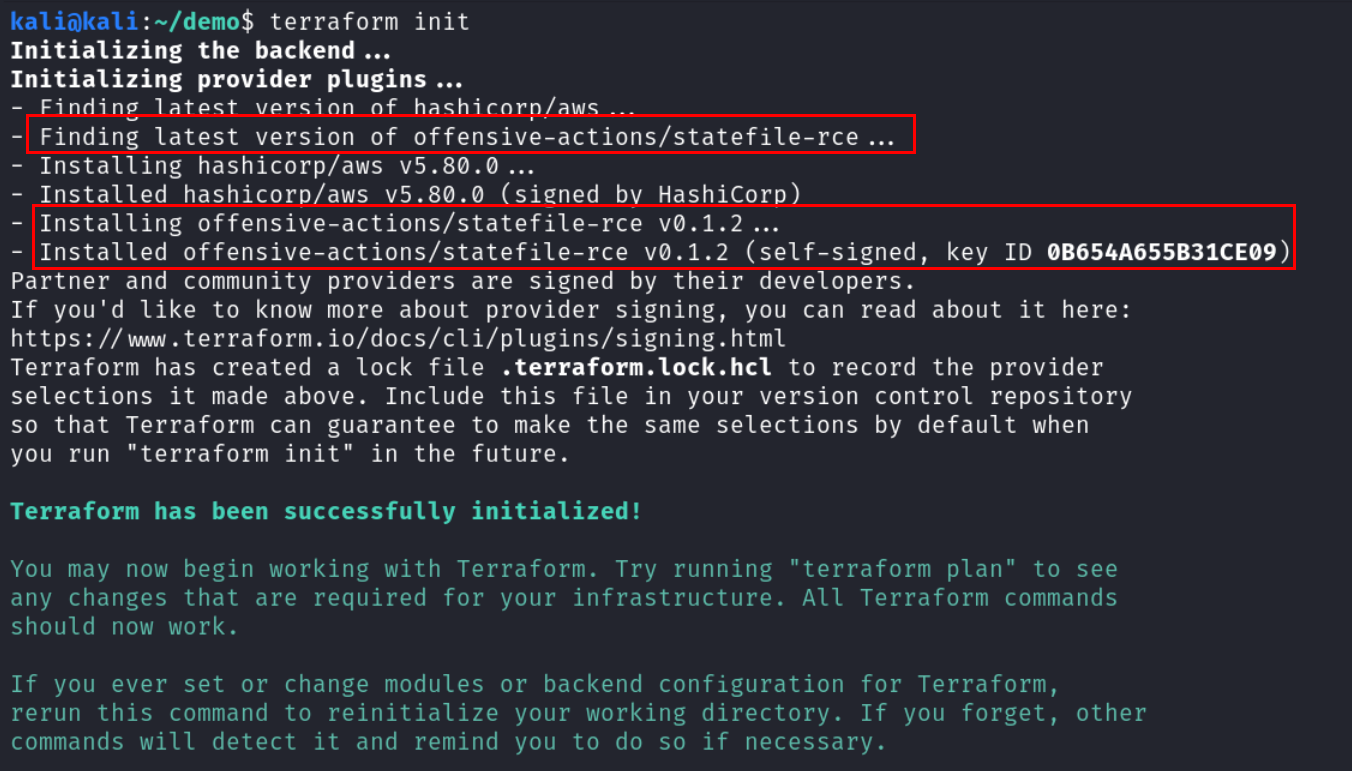 kali@kali:~/demo$ terraform init
Initializing the backend...
Initializing provider plugins...
- Finding latest version of hashicorp/aws...
- Finding latest version of offensive-actions/statefile-rce...
- Installing hashicorp/aws v5.80.0...
- Installed hashicorp/aws v5.80.0 (signed by HashiCorp)
- Installing offensive-actions/statefile-rce v0.1.2...
- Installed offensive-actions/statefile-rce v0.1.2 (self-signed, key ID 0B654A655B31CE09)
Partner and community providers are signed by their developers.
If you'd like to know more about provider signing, you can read about it here:
https://www.terraform.io/docs/cli/plugins/signing.html
Terraform has created a lock file .terraform.lock.hcl to record the provider
selections it made above. Include this file in your version control repository
so that Terraform can guarantee to make the same selections by default when
you run "terraform init" in the future.
Terraform has been successfully initialized!
You may now begin working with Terraform. Try running "terraform plan" to see
any changes that are required for your infrastructure. All Terraform commands
should now work.
If you ever set or change modules or backend configuration for Terraform,
rerun this command to reinitialize your working directory. If you forget, other
commands will detect it and remind you to do so if necessary.